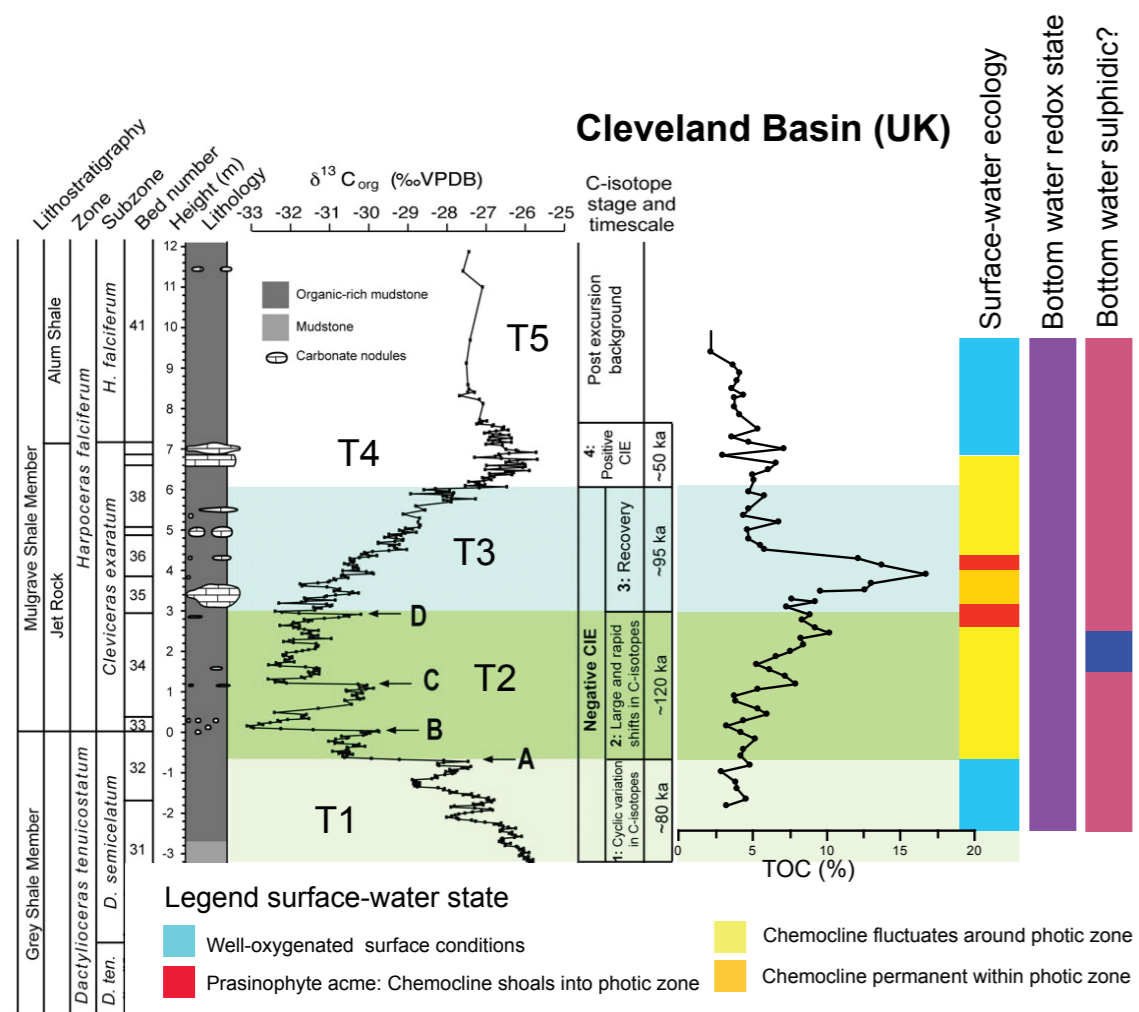 Cleveland Basin (UK)
Lithostratigraphy
Zone
Subzone
Bed number
Height (m)
Lithology
δ13 Corg (‰VPDB)
-33 -32 -31 -30 -29 -28 -27 -26 -25
C-isotope
stage and
timescale
Surface-water ecology
Bottom water redox state
Bottom water sulphidic?
Grey Shale Member
Mulgrave Shale Member
Jet Rock
Alum Shale
Dactylioceras tenuicostatum
Harpoceras falciferum
D. ten.
D. semicelatum
Cleviceras exaratum
H. falciferum
41
38
36
35
34
33
32
31
12
11
10
9
8
7
6
5
4
3
2
1
0
-1
-2
-3
Organic-rich mudstone
Mudstone
Carbonate nodules
T5
T4
T3
T2
T1
D
C
B
A
Post excursion
background
4:
Positive
CIE
~50 ka
Negative CIE
3: Recovery
~95 ka
2: Large and rapid
shifts in C-isotopes
~120 ka
1: Cyclic variation
in C-isotopes
~80 ka
0 5 10 15 20
TOC (%)
Legend surface-water state
Well-oxygenated surface conditions
Prasinophyte acme: Chemocline shoals into photic zone
Chemocline fluctuates around photic zone
Chemocline permanent within photic zone